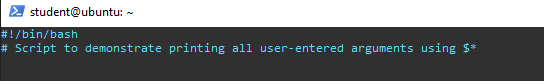 student@ubuntu: ~
#!/bin/bash
# Script to demonstrate printing all user-entered arguments using $*